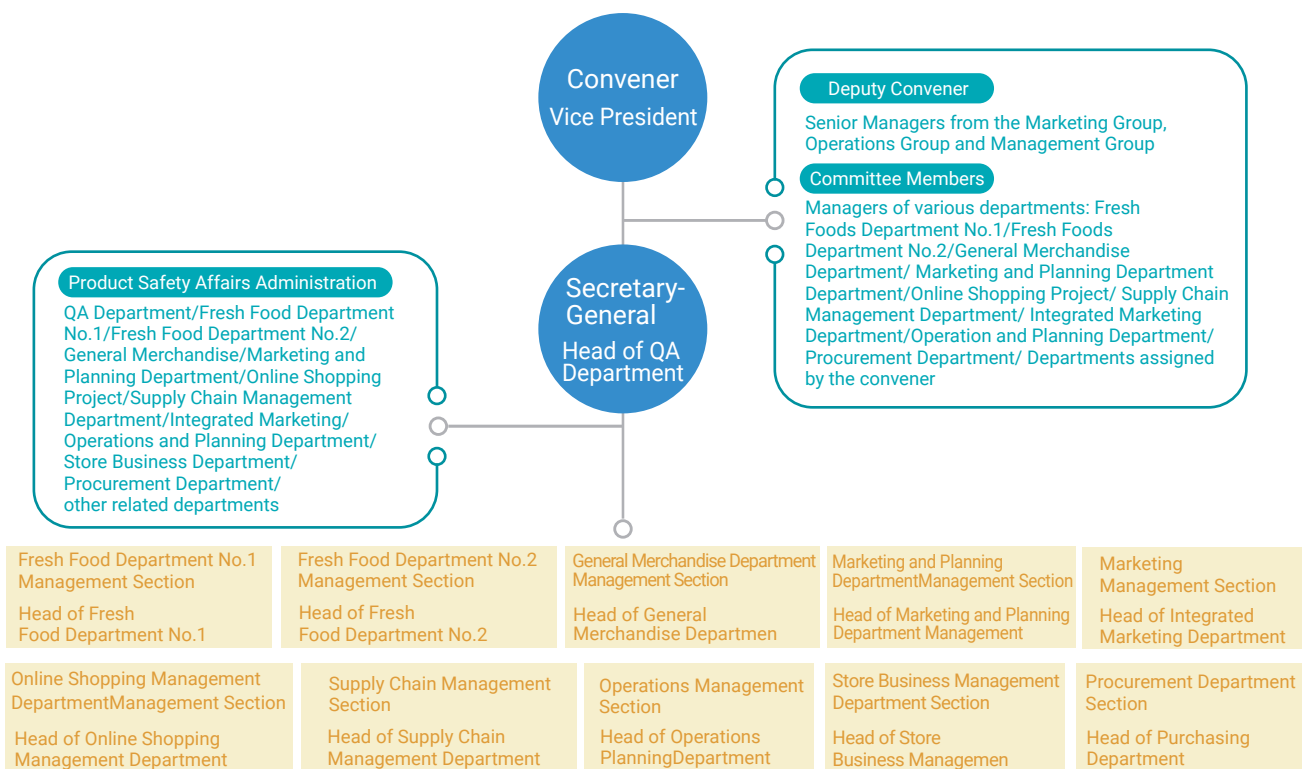 Convener
Vice President
Deputy Convener
Senior Managers from the Marketing Group,
Operations Group and Management Group
Committee Members
Managers of various departments: Fresh
Foods Department No.1/Fresh Foods
Department No.2/General Merchandise
Department/ Marketing and Planning Department
Department/Online Shopping Project/ Supply Chain
Management Department/ Integrated Marketing
Department/Operation and Planning Department/
Procurement Department/ Departments assigned
by the convener
Secretary-
General
Head of QA
Department
Product Safety Affairs Administration
QA Department/Fresh Food Department
No.1/Fresh Food Department No.2/
General Merchandise/Marketing and
Planning Department/Online Shopping
Project/Supply Chain Management
Department/Integrated Marketing/
Operations and Planning Department/
Store Business Department/
Procurement Department/
other related departments
Fresh Food Department No.1
Management Section
Head of Fresh
Food Department No.1
Fresh Food Department No.2
Management Section
Head of Fresh
Food Department No.2
General Merchandise Department
Management Section
Head of General
Merchandise Departmen
Marketing and Planning
DepartmentManagement Section
Head of Marketing and Planning
Department Management
Marketing
Management Section
Head of Integrated
Marketing Department
Online Shopping Management
DepartmentManagement Section
Head of Online Shopping
Management Department
Supply Chain Management
Section
Head of Supply Chain
Management Department
Operations Management
Section
Head of Operations
PlanningDepartment
Store Business Management
Department Section
Head of Store
Business Managemen
Procurement Department
Section
Head of Purchasing
Department